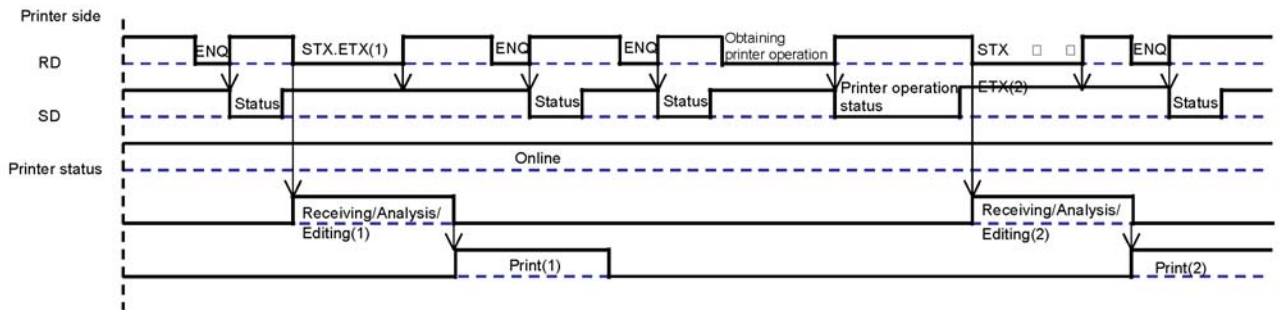 Printer side
RD
ENQ
STX.ETX(1)
ENQ
ENQ
Obtaining
printer operation
STX □ □
ENQ
SD
Status
Status
Status
Printer operation
status
ETX(2)
Status
Printer status
Online
Receiving/Analysis/
Editing(1)
Receiving/Analysis/
Editing(2)
Print(1)
Print(2)